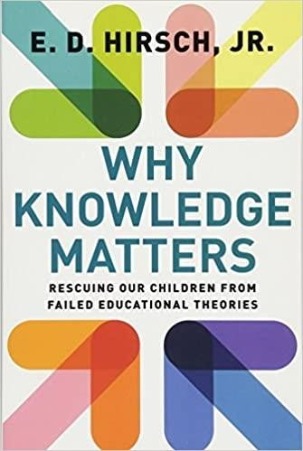 E. D. HIRSCH, JR.
WHY
KNOWLEDGE
MATTERS
RESCUING OUR CHILDREN FROM
FAILED EDUCATIONAL THEORIES